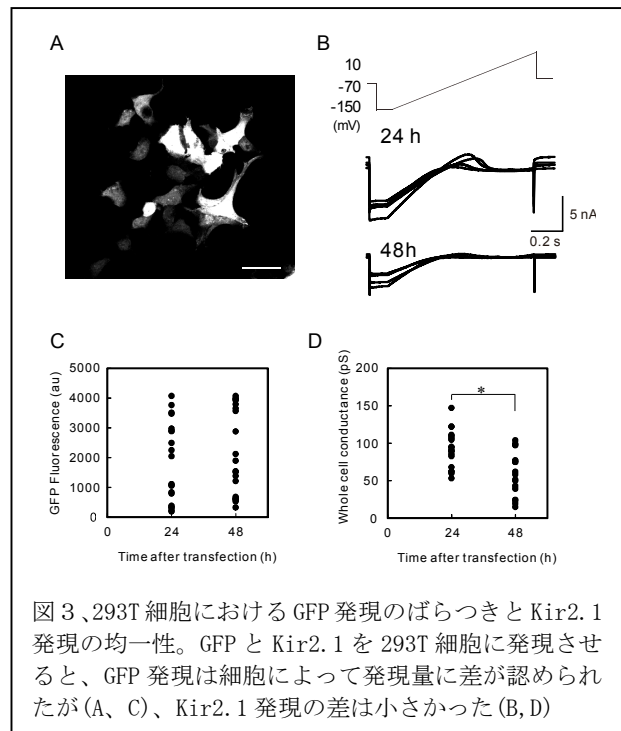 A
B
10
-70
-150
(mV)
24 h
5 nA
0.2 s
48h
C
D
GFP Fluorescence (au)
5000
4000
3000
2000
1000
0
0
24
48
Time after transfection (h)
Whole cell conductance (pS)
200
150
100
50
0
*
0
24
48
Time after transfection (h)
図3、293T 細胞における GFP 発現のばらつきと Kir2.1
発現の均一性。GFP と Kir2.1 を 293T 細胞に発現させ
ると、GFP 発現は細胞によって発現量に差が認められ
たが(A、C)、Kir2.1 発現の差は小さかった(B,D)